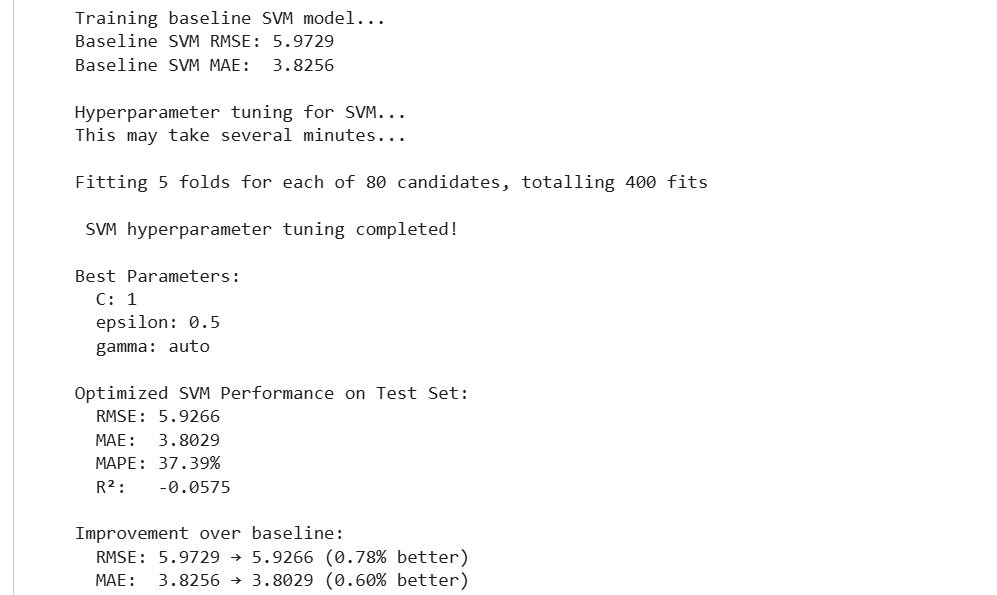 Training baseline SVM model...
Baseline SVM RMSE: 5.9729
Baseline SVM MAE:  3.8256
Hyperparameter tuning for SVM...
This may take several minutes...
Fitting 5 folds for each of 80 candidates, totalling 400 fits
SVM hyperparameter tuning completed!
Best Parameters:
C: 1
epsilon: 0.5
gamma: auto
Optimized SVM Performance on Test Set:
RMSE: 5.9266
MAE:  3.8029
MAPE: 37.39%
R²:   -0.0575
Improvement over baseline:
RMSE: 5.9729 → 5.9266 (0.78% better)
MAE:  3.8256 → 3.8029 (0.60% better)